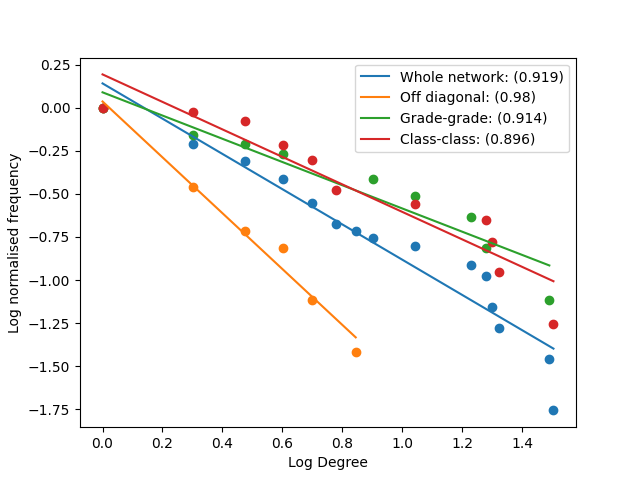 Whole network: (0.919)
Off diagonal: (0.98)
Grade-grade: (0.914)
Class-class: (0.896)
Log normalised frequency
0.25
0.00
−0.25
−0.50
−0.75
−1.00
−1.25
−1.50
−1.75
0.0 0.2 0.4 0.6 0.8 1.0 1.2 1.4
Log Degree